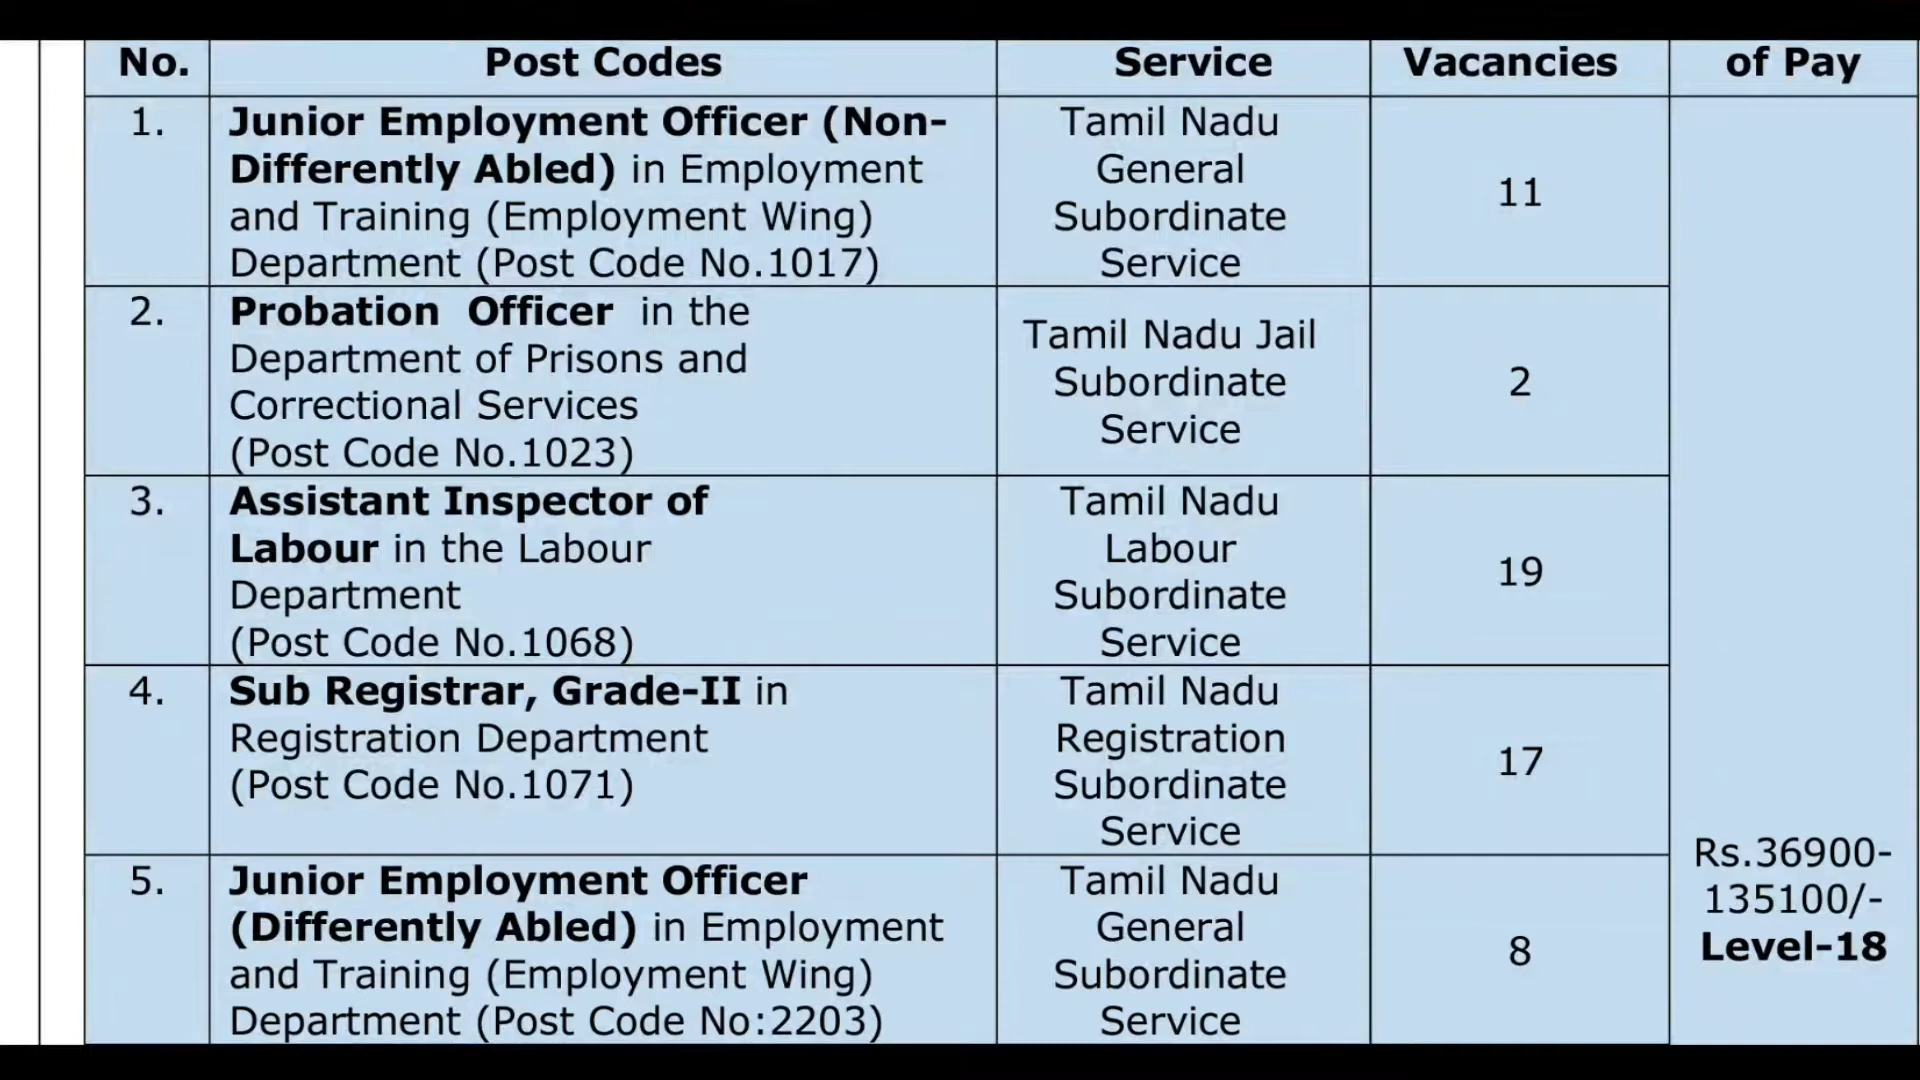 No. Post Codes Service Vacancies of Pay
1. Junior Employment Officer (Non-
Differently Abled) in Employment
and Training (Employment Wing)
Department (Post Code No.1017)
Tamil Nadu
General
Subordinate
Service
11
2. Probation Officer in the
Department of Prisons and
Correctional Services
(Post Code No.1023)
Tamil Nadu Jail
Subordinate
Service
2
3. Assistant Inspector of
Labour in the Labour
Department
(Post Code No.1068)
Tamil Nadu
Labour
Subordinate
Service
19
4. Sub Registrar, Grade-II in
Registration Department
(Post Code No.1071)
Tamil Nadu
Registration
Subordinate
Service
17
5. Junior Employment Officer
(Differently Abled) in Employment
and Training (Employment Wing)
Department (Post Code No:2203)
Tamil Nadu
General
Subordinate
Service
8
Rs.36900-
135100/-
Level-18